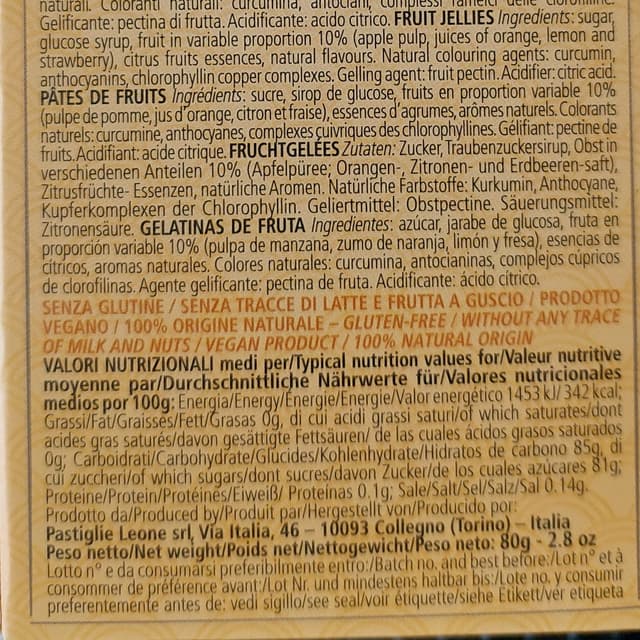 naturali. Coloranti naturali: curcumina, antociani, complessi rameici delle clorofilline.
Gelificante: pectina di frutta. Acidificante: acido citrico. FRUIT JELLIES Ingredients: sugar,
glucose syrup, fruit in variable proportion 10% (apple pulp, juices of orange, lemon and
strawberry), citrus fruits essences, natural flavours. Natural colouring agents: curcumin,
anthocyanins, chlorophyllin copper complexes. Gelling agent: fruit pectin. Acidifier: citric acid.
PÂTES DE FRUITS Ingrédients: sucre, sirop de glucose, fruits en proportion variable 10%
(pulpe de pomme, jus d'orange, citron et fraise), essences d'agrumes, arômes naturels. Colorants
naturels: curcumine, anthocyanes, complexes cuivriques des chlorophyllines. Gélifiant: pectine de
fruits. Acidifiant: acide citrique. FRUCHTGELÉES Zutaten: Zucker, Traubenzuckersirup, Obst in
verschiedenen Anteilen 10% (Apfelpüree; Orangen-, Zitronen- und Erdbeeren-saft),
Zitrusfrüchte- Essenzen, natürliche Aromen. Natürliche Farbstoffe: Kurkumin, Anthocyane,
Kupferkomplexen der Chlorophyllin. Geliertmittel: Obstpectine. Säuerungsmittel:
Zitronensäure. GELATINAS DE FRUTA Ingredientes: azúcar, jarabe de glucosa, fruta en
proporción variable 10% (pulpa de manzana, zumo de naranja, limón y fresa), esencias de
cítricos, aromas naturales. Colores naturales: curcumina, antocianinas, complejos cúpricos
de clorofilinas. Agente gelificante: pectina de fruta. Acidificante: ácido cítrico.
SENZA GLUTINE / SENZA TRACCE DI LATTE E FRUTTA A GUSCIO / PRODOTTO
VEGANO / 100% ORIGINE NATURALE – GLUTEN-FREE / WITHOUT ANY TRACE
OF MILK AND NUTS / VEGAN PRODUCT / 100% NATURAL ORIGIN
VALORI NUTRIZIONALI medi per/Typical nutrition values for/Valeur nutritive
moyenne par/Durchschnittliche Nährwerte für/Valores nutricionales
medios por 100g: Energia/Energy/Énergie/Energie/Valor energético 1453 kJ/ 342 kcal;
Grassi/Fat/Graisses/Fett/Grasas 0g, di cui acidi grassi saturi/of which saturates/dont
acides gras saturés/davon gesättigte Fettsäuren/ de las cuales ácidos grasos saturados
0g; Carboidrati/Carbohydrate/Glucides/Kohlenhydrate/Hidratos de carbono 85g, di
cui zuccheri/of which sugars/dont sucres/davon Zucker/de los cuales azúcares 81g;
Proteine/Protein/Protéines/Eiweiß/ Proteínas 0.1g; Sale/Salt/Sel/Salz/Sal 0.14g.
Prodotto da/Produced by/Produit par/Hergestellt von/Producido por:
Pastiglie Leone srl, Via Italia, 46 – 10093 Collegno (Torino) – Italia
Peso netto/Net weight/Poids net/Nettogewicht/Peso neto: 80g - 2.8 oz
Lotto n° e da consumarsi preferibilmente entro:/Batch no. and best before:/Lot n° et à
consommer de préférence avant:/Lot Nr. und mindestens haltbar bis:/Lote no. y consumir
preferentemente antes de: vedi sigillo/see seal/voir étiquette/siehe Etikett/ver etiqueta